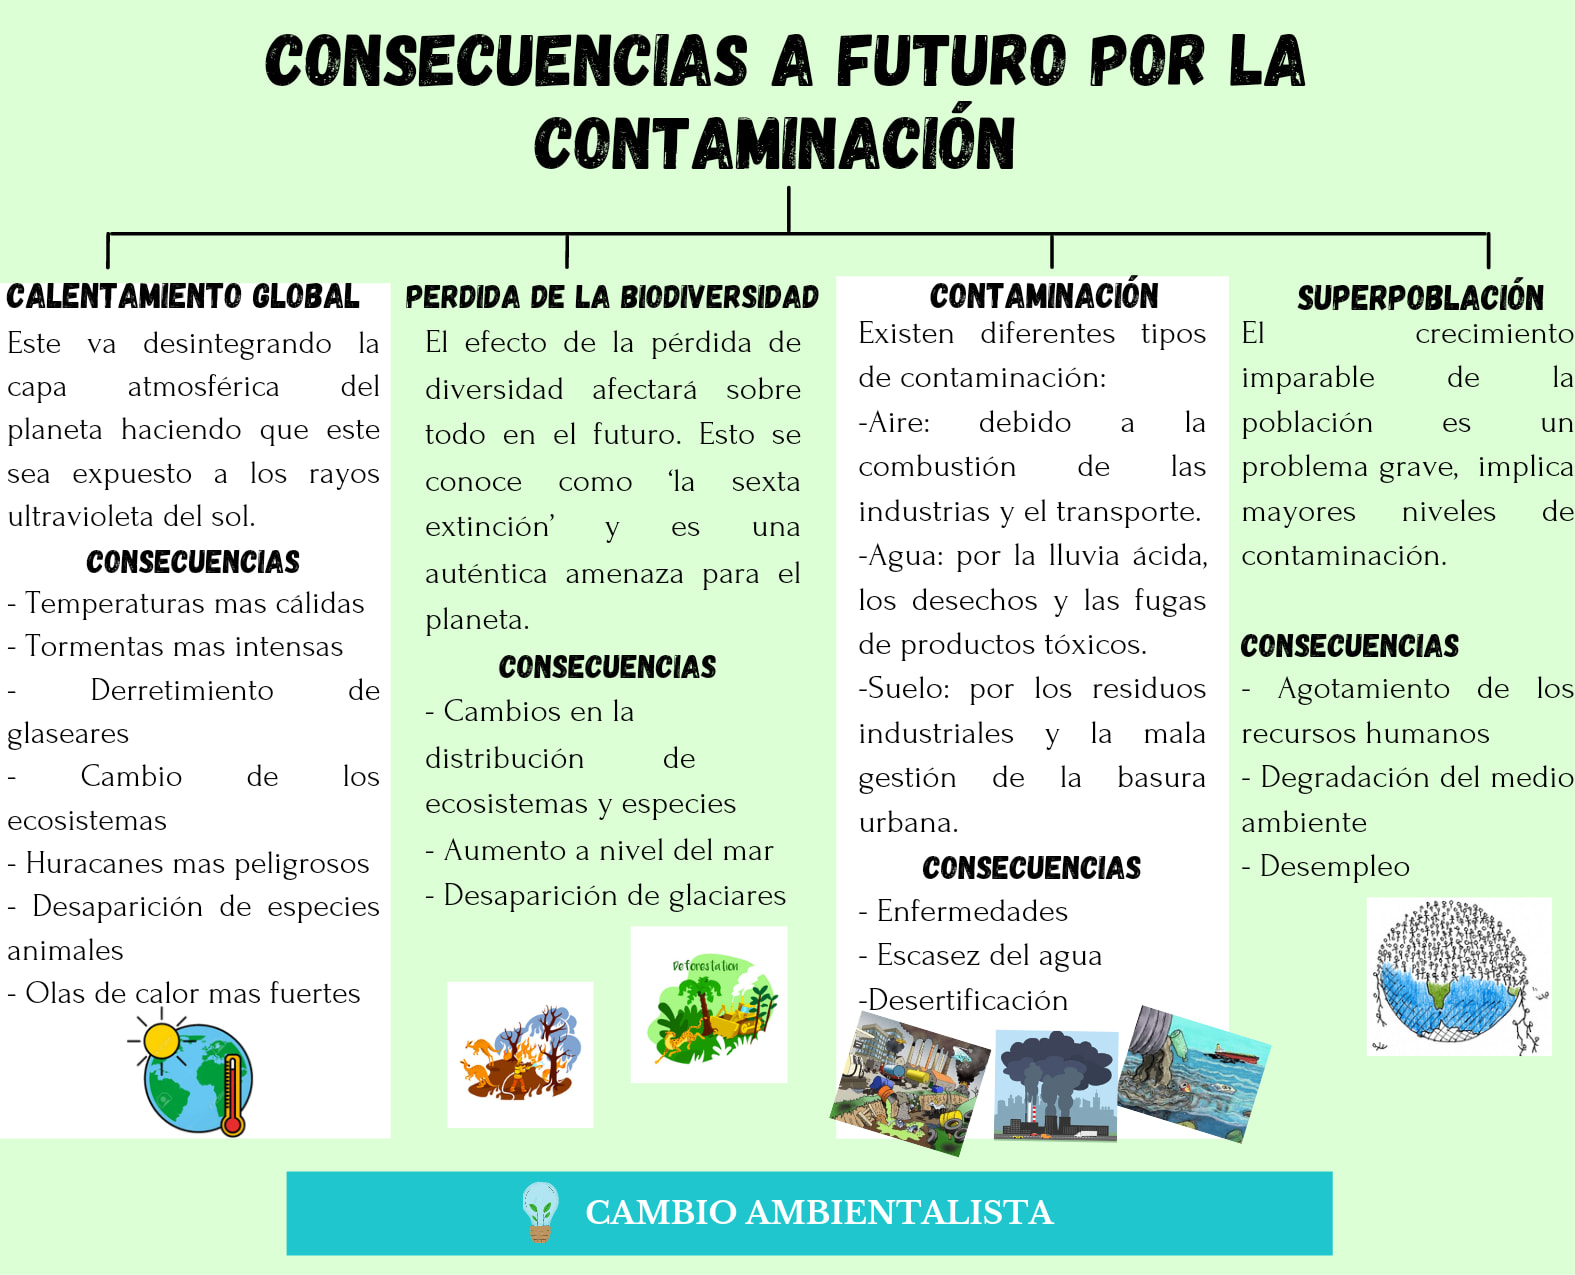 CONSECUENCIAS A FUTURO POR LA
CONTAMINACIÓN
CALENTAMIENTO GLOBAL
Este va desintegrando la
capa atmosférica del
planeta haciendo que este
sea expuesto a los rayos
ultravioleta del sol.
CONSECUENCIAS
- Temperaturas mas cálidas
- Tormentas mas intensas
- Derretimiento de
glaseares
- Cambio de los
ecosistemas
- Huracanes mas peligrosos
- Desaparición de especies
animales
- Olas de calor mas fuertes
PERDIDA DE LA BIODIVERSIDAD
El efecto de la pérdida de
diversidad afectará sobre
todo en el futuro. Esto se
conoce como ‘la sexta
extinción’ y es una
auténtica amenaza para el
planeta.
CONSECUENCIAS
- Cambios en la
distribución de
ecosistemas y especies
- Aumento a nivel del mar
- Desaparición de glaciares
Deforestation
CONTAMINACIÓN
Existen diferentes tipos
de contaminación:
-Aire: debido a la
combustión de las
industrias y el transporte.
-Agua: por la lluvia ácida,
los desechos y las fugas
de productos tóxicos.
-Suelo: por los residuos
industriales y la mala
gestión de la basura
urbana.
CONSECUENCIAS
- Enfermedades
- Escasez del agua
-Desertificación
SUPERPOBLACIÓN
El crecimiento
imparable de la
población es un
problema grave, implica
mayores niveles de
contaminación.
CONSECUENCIAS
- Agotamiento de los
recursos humanos
- Degradación del medio
ambiente
- Desempleo
CAMBIO AMBIENTALISTA